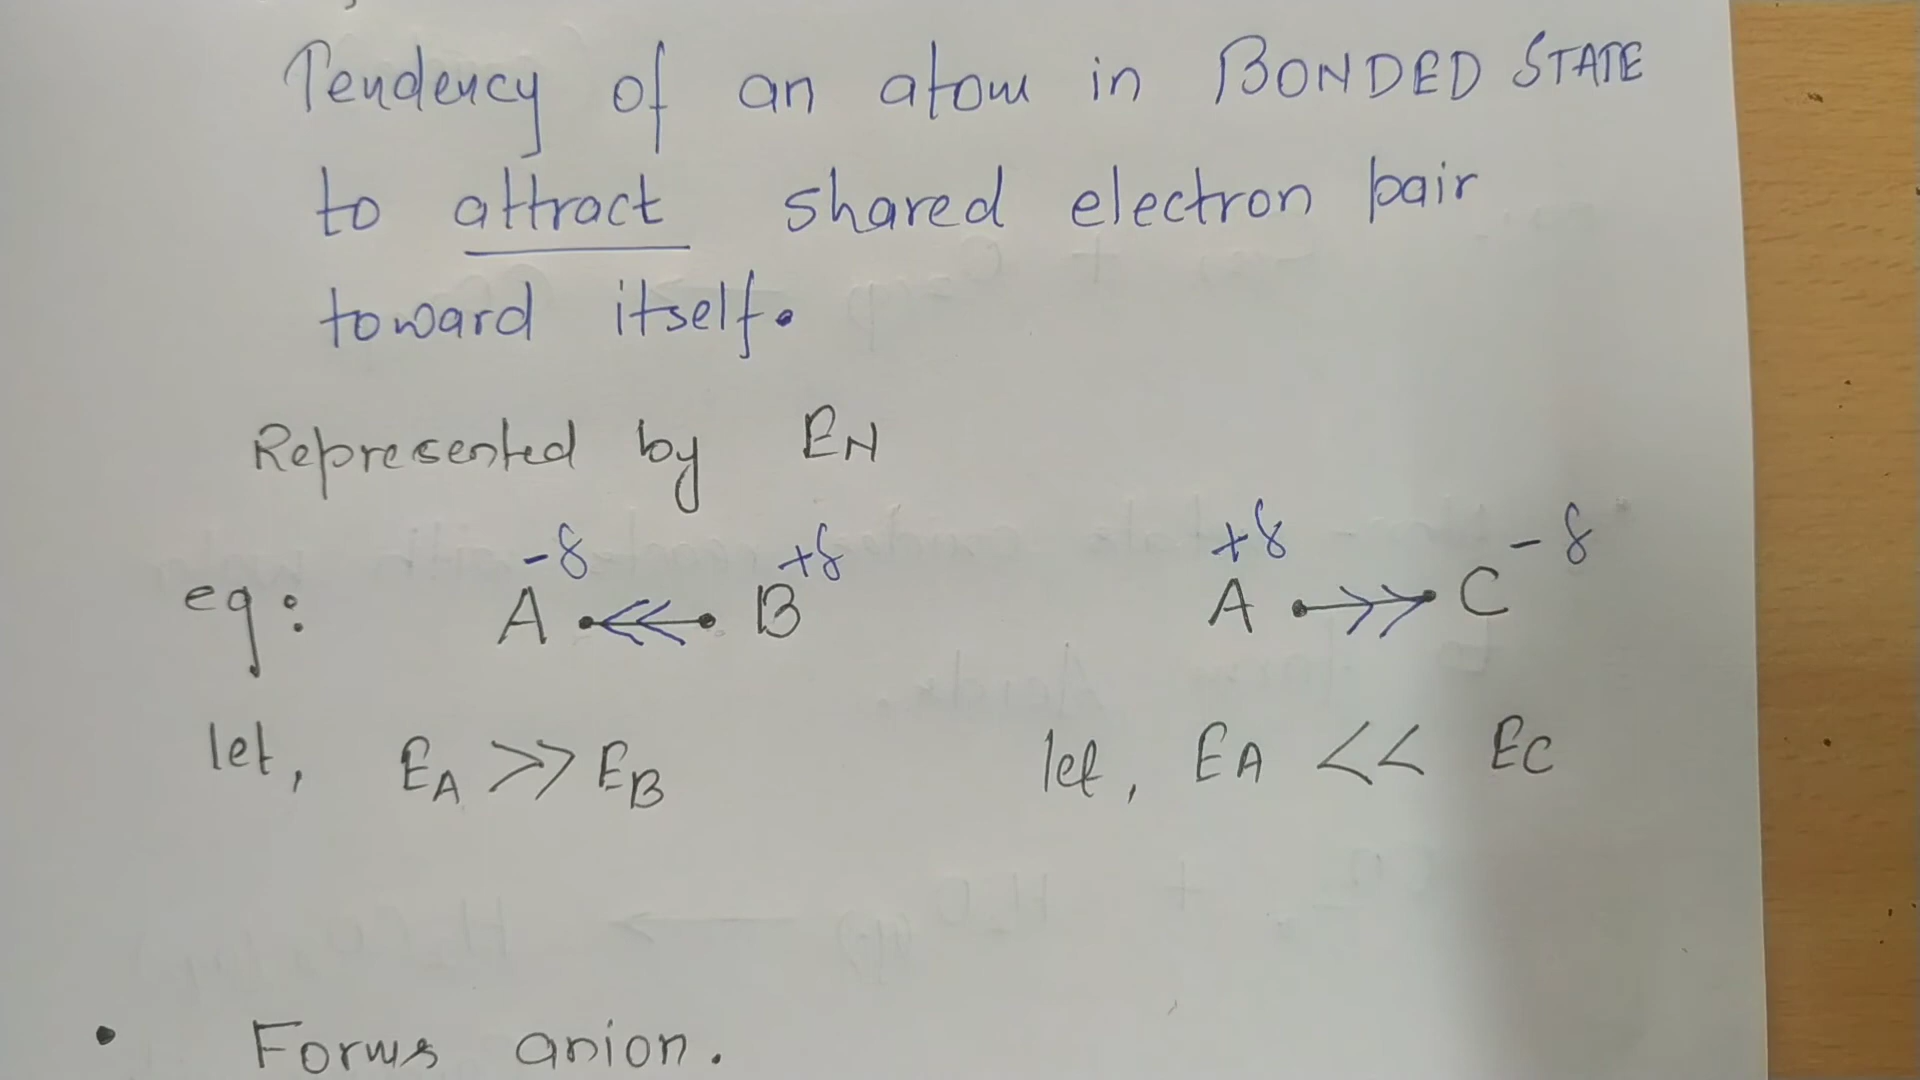 Tendency of an atom in BONDED STATE
to attract shared electron pair
toward itself.
Represented by EN
-δ +δ +δ -δ
eg: A B A C
let, EA >> EB let, EA << EC
• Forms anion.